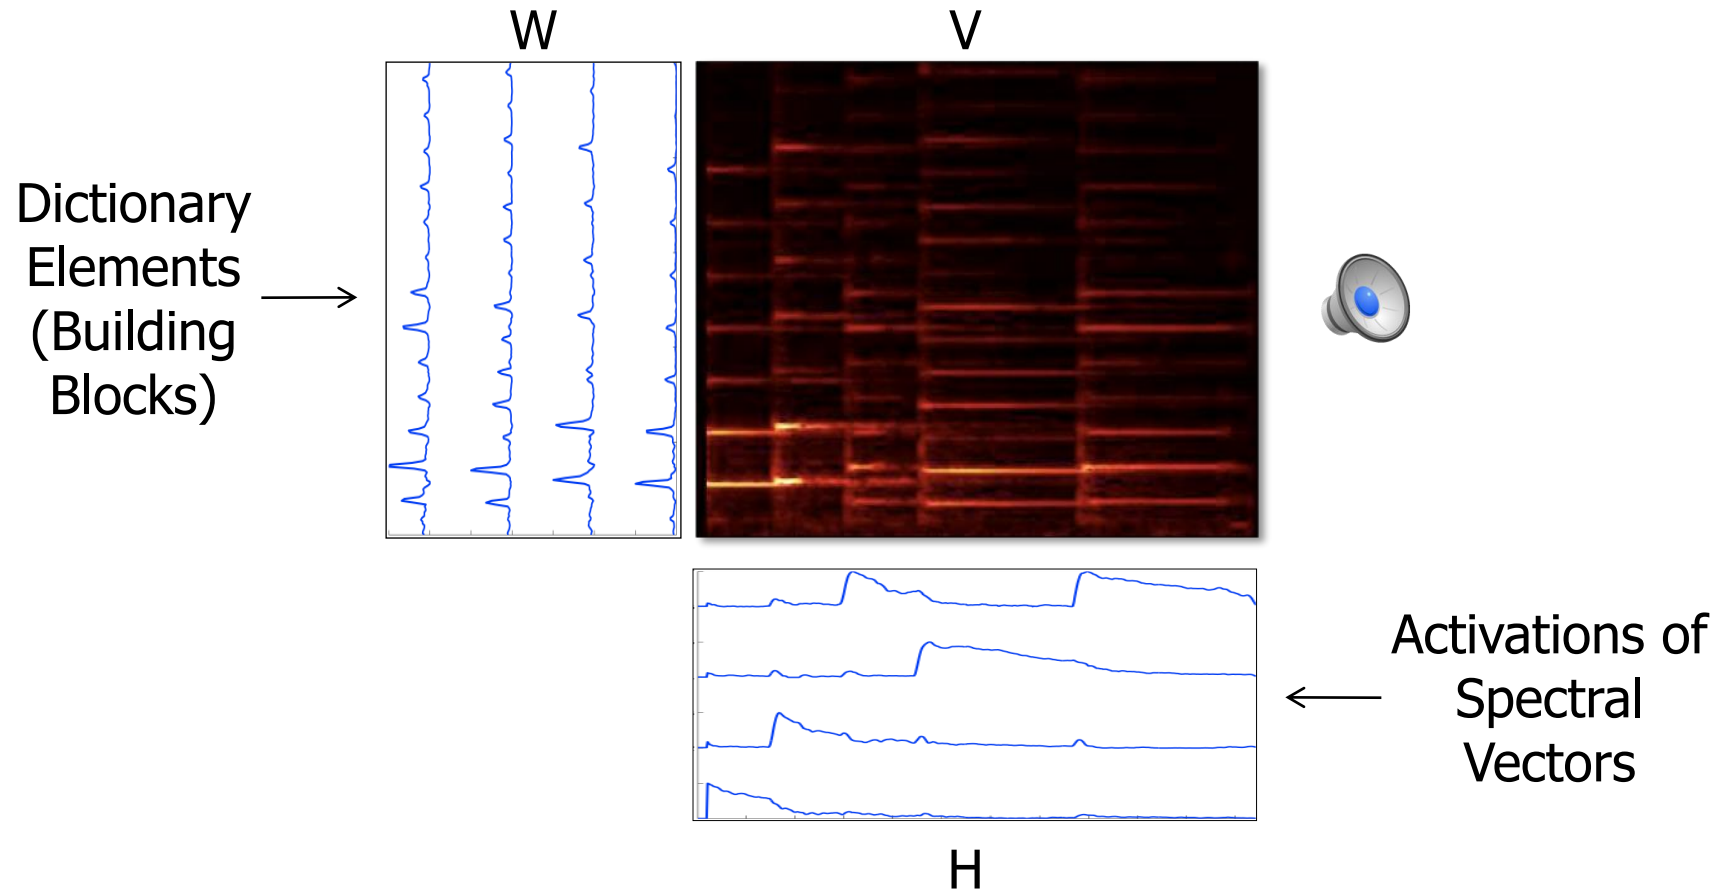 W
V
Dictionary
Elements
(Building
Blocks)
Activations of
Spectral
Vectors
H